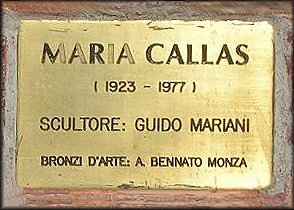 MARIA CALLAS
( 1923 - 1977 )
SCULTORE: GUIDO MARIANI
BRONZI D'ARTE: A. BENNATO MONZA